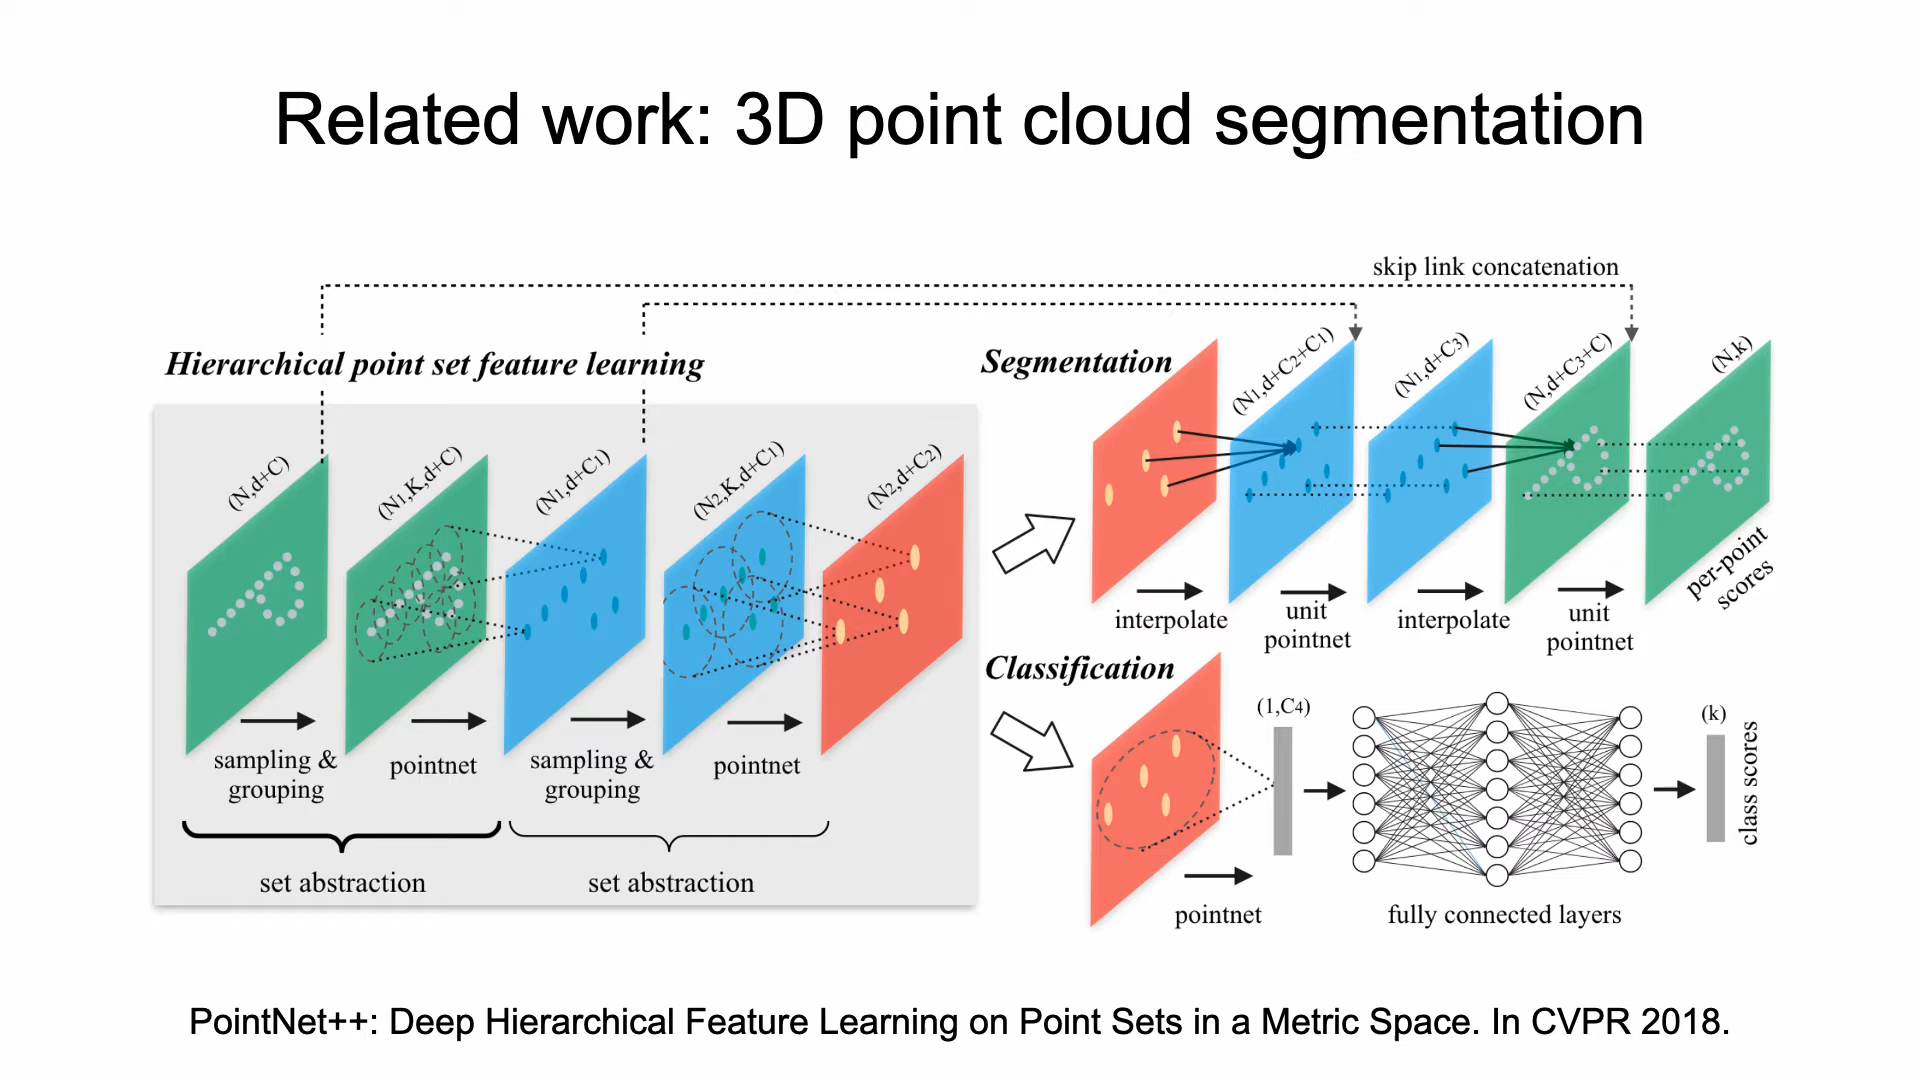 Related work: 3D point cloud segmentation
skip link concatenation
Hierarchical point set feature learning
(N,d+C)
(N1,K,d+C)
(N1,d+C1)
(N2,K,d+C1)
(N2,d+C2)
sampling &
grouping
pointnet
sampling &
grouping
pointnet
set abstraction
set abstraction
Segmentation
(N1,d+C2+C1)
(N1,d+C3)
(N,d+C3+C)
(N,k)
interpolate
unit
pointnet
interpolate
unit
pointnet
per-point
scores
Classification
(1,C4)
(k)
pointnet
fully connected layers
class scores
PointNet++: Deep Hierarchical Feature Learning on Point Sets in a Metric Space. In CVPR 2018.